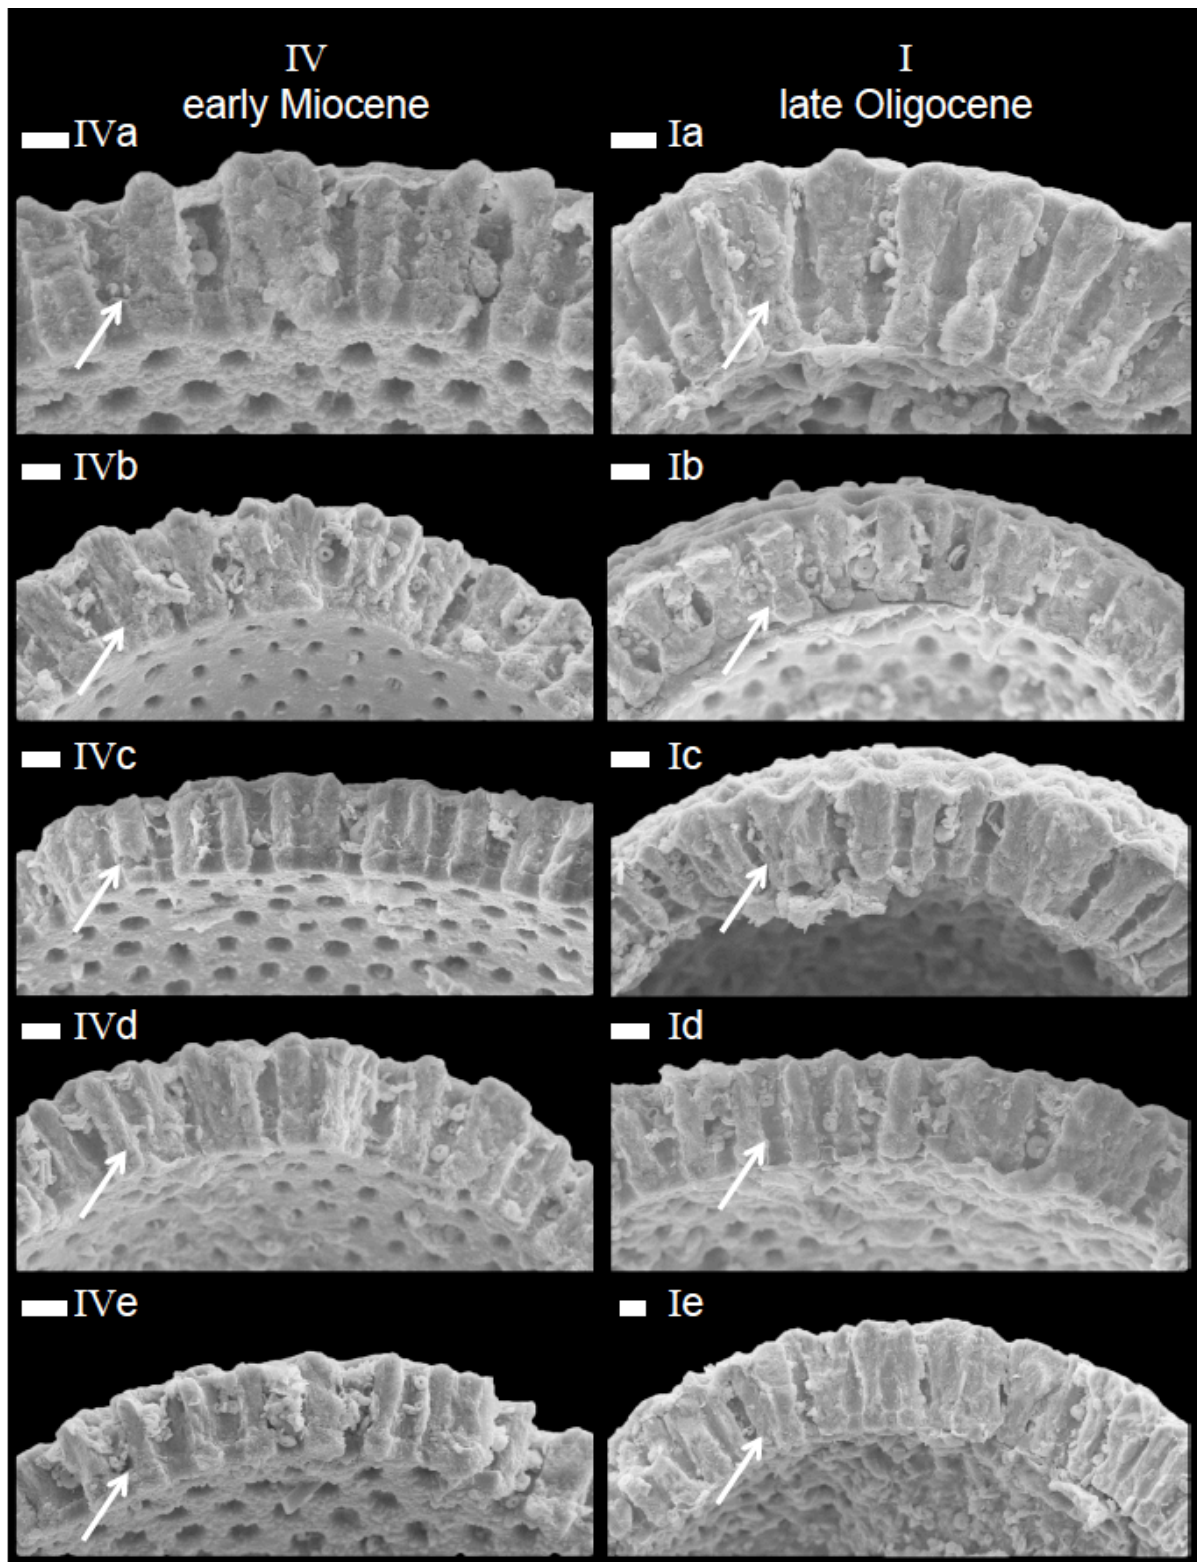 IV
early Miocene
I
late Oligocene
IVa
Ia
IVb
Ib
IVc
Ic
IVd
Id
IVe
Ie